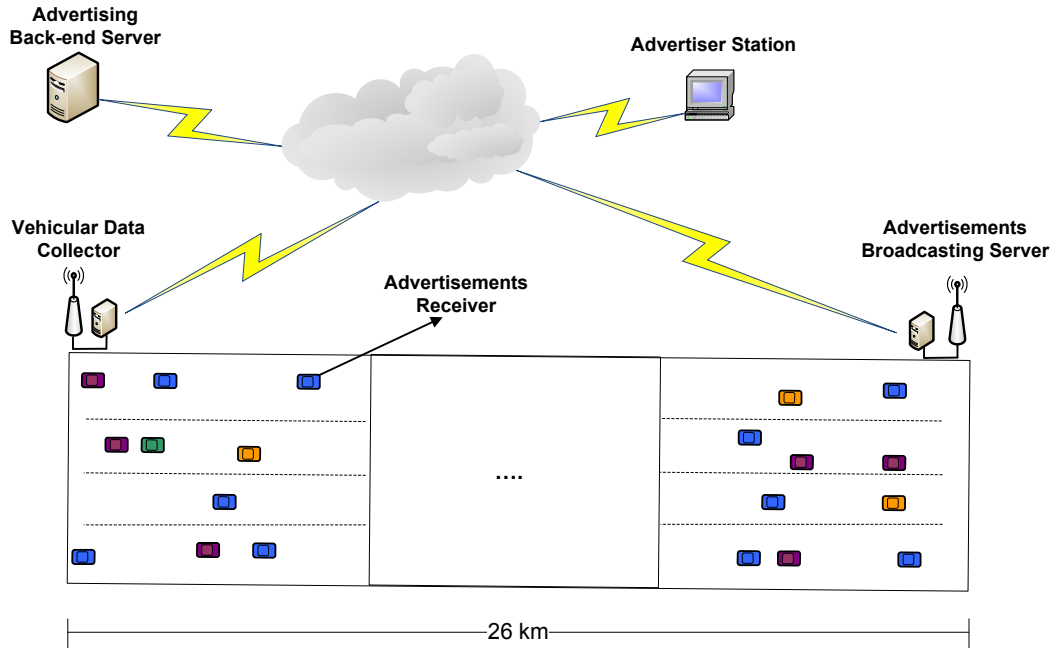 Advertising
Back-end Server
Advertiser Station
Vehicular Data
Collector
Advertisements
Broadcasting Server
Advertisements
Receiver
....
26 km